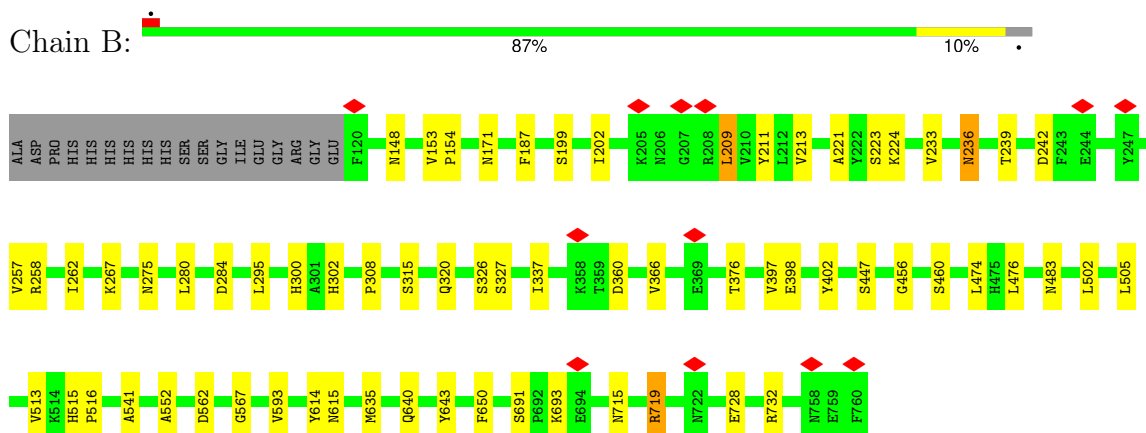 Chain B:
87% 10%
ALA ASP PRO HIS HIS HIS HIS HIS HIS SER SER GLY ILE GLU GLY ARG GLY GLU F120 N148 V153 P154 N171 F187 S199 I202 K205 N206 G207 R208 L209 V210 Y211 L212 V213 A221 Y222 S223 K224 V233 N236 T239 D242 F243 E244 Y247
V257 R258 I262 K267 N275 L280 D284 L295 H300 A301 H302 P308 S315 Q320 S326 S327 I337 K358 T359 D360 V366 E369 T376 V397 E398 Y402 S447 G456 S460 L474 H475 L476 N483 L502 L505
V513 K514 H515 P516 A541 A552 D562 G567 V593 Y614 N615 M635 Q640 Y643 F650 S691 P692 K693 E694 N715 R719 N722 E728 R732 N758 E759 F760